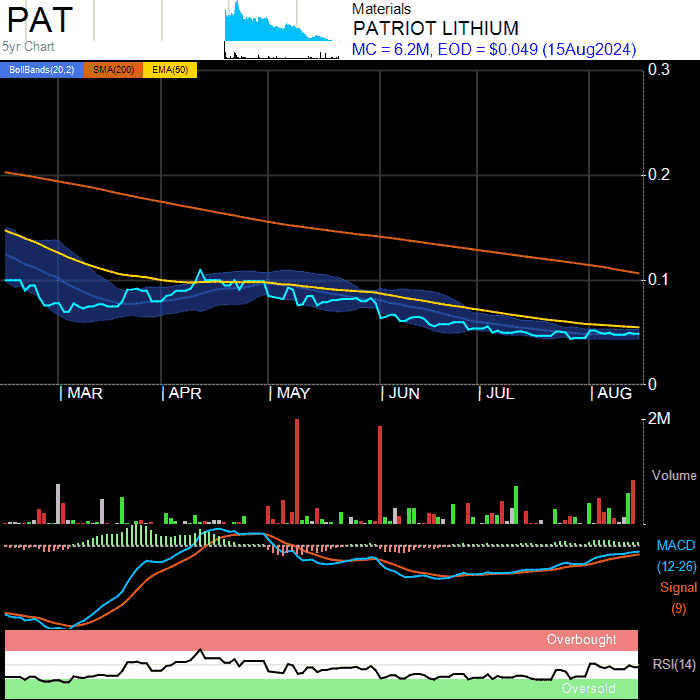 PAT
5yr Chart
Materials
PATRIOT LITHIUM
MC = 6.2M, EOD = $0.049 (15Aug2024)
BollBands(20,2) SMA(200) EMA(50)
0.3
0.2
0.1
0
MAR APR MAY JUN JUL AUG
2M
Volume
MACD
(12-26)
Signal
(9)
Overbought
RSI(14)
Oversold